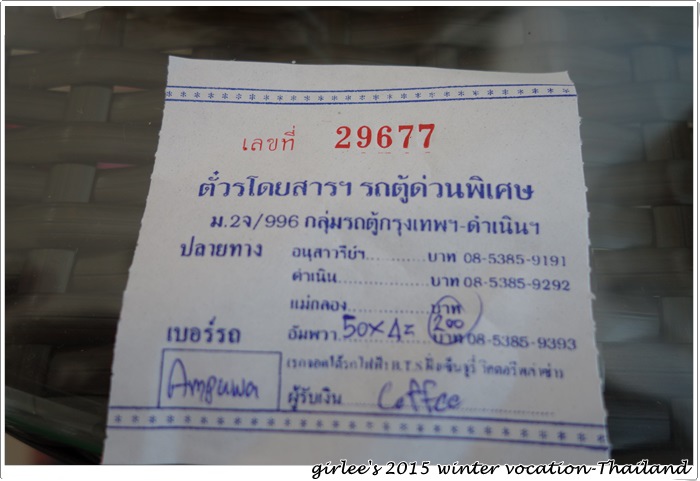 เลขที่ 29677
ตั๋วรถโดยสารฯ รถตู้ด่วนพิเศษ
ม.2จ/996 กลุ่มรถตู้กรุงเทพฯ-ดำเนินฯ
ปลายทาง อนุสาวรีย์ฯ............บาท 08-5385-9191
ดำเนิน....................บาท 08-5385-9292
แม่กลอง................บาท
เบอร์รถ อัมพวา 50x4= 200 บาท 08-5385-9393
B.T.S
Ampuwa ผู้รับเงิน Coffee
girlee's 2015 winter vocation-Thailand